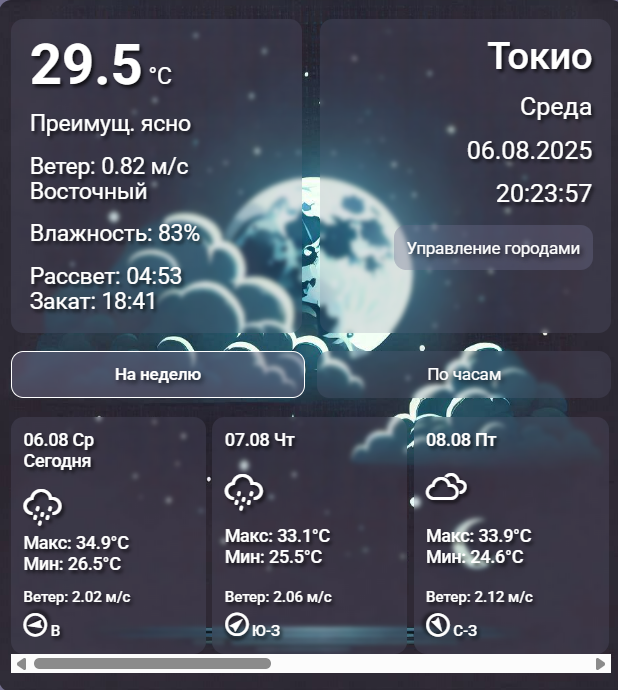 29.5 °C
Преимущ. ясно
Ветер: 0.82 м/с
Восточный
Влажность: 83%
Рассвет: 04:53
Закат: 18:41
Токио
Среда
06.08.2025
20:23:57
Управление городами
На неделю
По часам
06.08 Ср
Сегодня
Макс: 34.9°C
Мин: 26.5°C
Ветер: 2.02 м/с
В
07.08 Чт
Макс: 33.1°C
Мин: 25.5°C
Ветер: 2.06 м/с
Ю-З
08.08 Пт
Макс: 33.9°C
Мин: 24.6°C
Ветер: 2.12 м/с
С-З